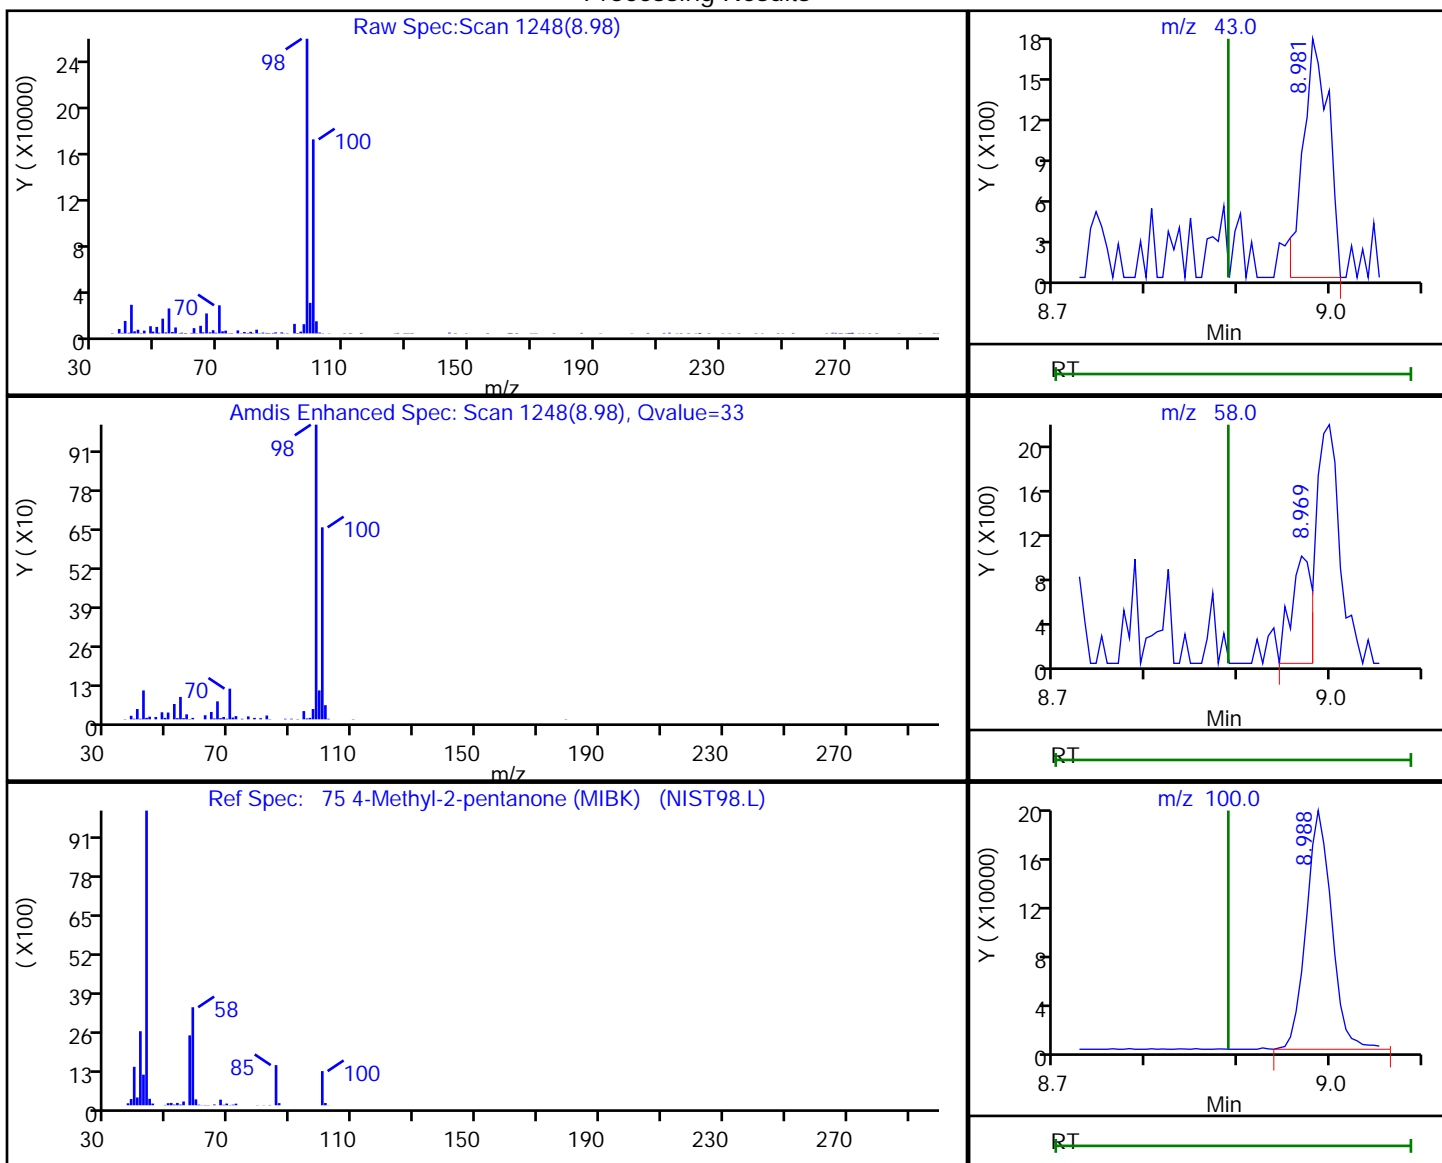 Processing Results
Raw Spec:Scan 1248(8.98)
Y ( X10000)
24
20
16
12
8
4
0
98
100
70
30 70 110 150 190 230 270
m/z
m/z 43.0
Y ( X100)
18
15
12
9
6
3
0
8.981
8.7 9.0
Min
RT
Amdis Enhanced Spec: Scan 1248(8.98), Qvalue=33
Y ( X10)
91
78
65
52
39
26
13
0
98
100
70
30 70 110 150 190 230 270
m/z
m/z 58.0
Y ( X100)
20
16
12
8
4
0
8.969
8.7 9.0
Min
RT
Ref Spec: 75 4-Methyl-2-pentanone (MIBK) (NIST98.L)
( X100)
91
78
65
52
39
26
13
0
58
85
100
30 70 110 150 190 230 270
m/z 100.0
Y ( X10000)
20
16
12
8
4
0
8.988
8.7 9.0
Min
RT